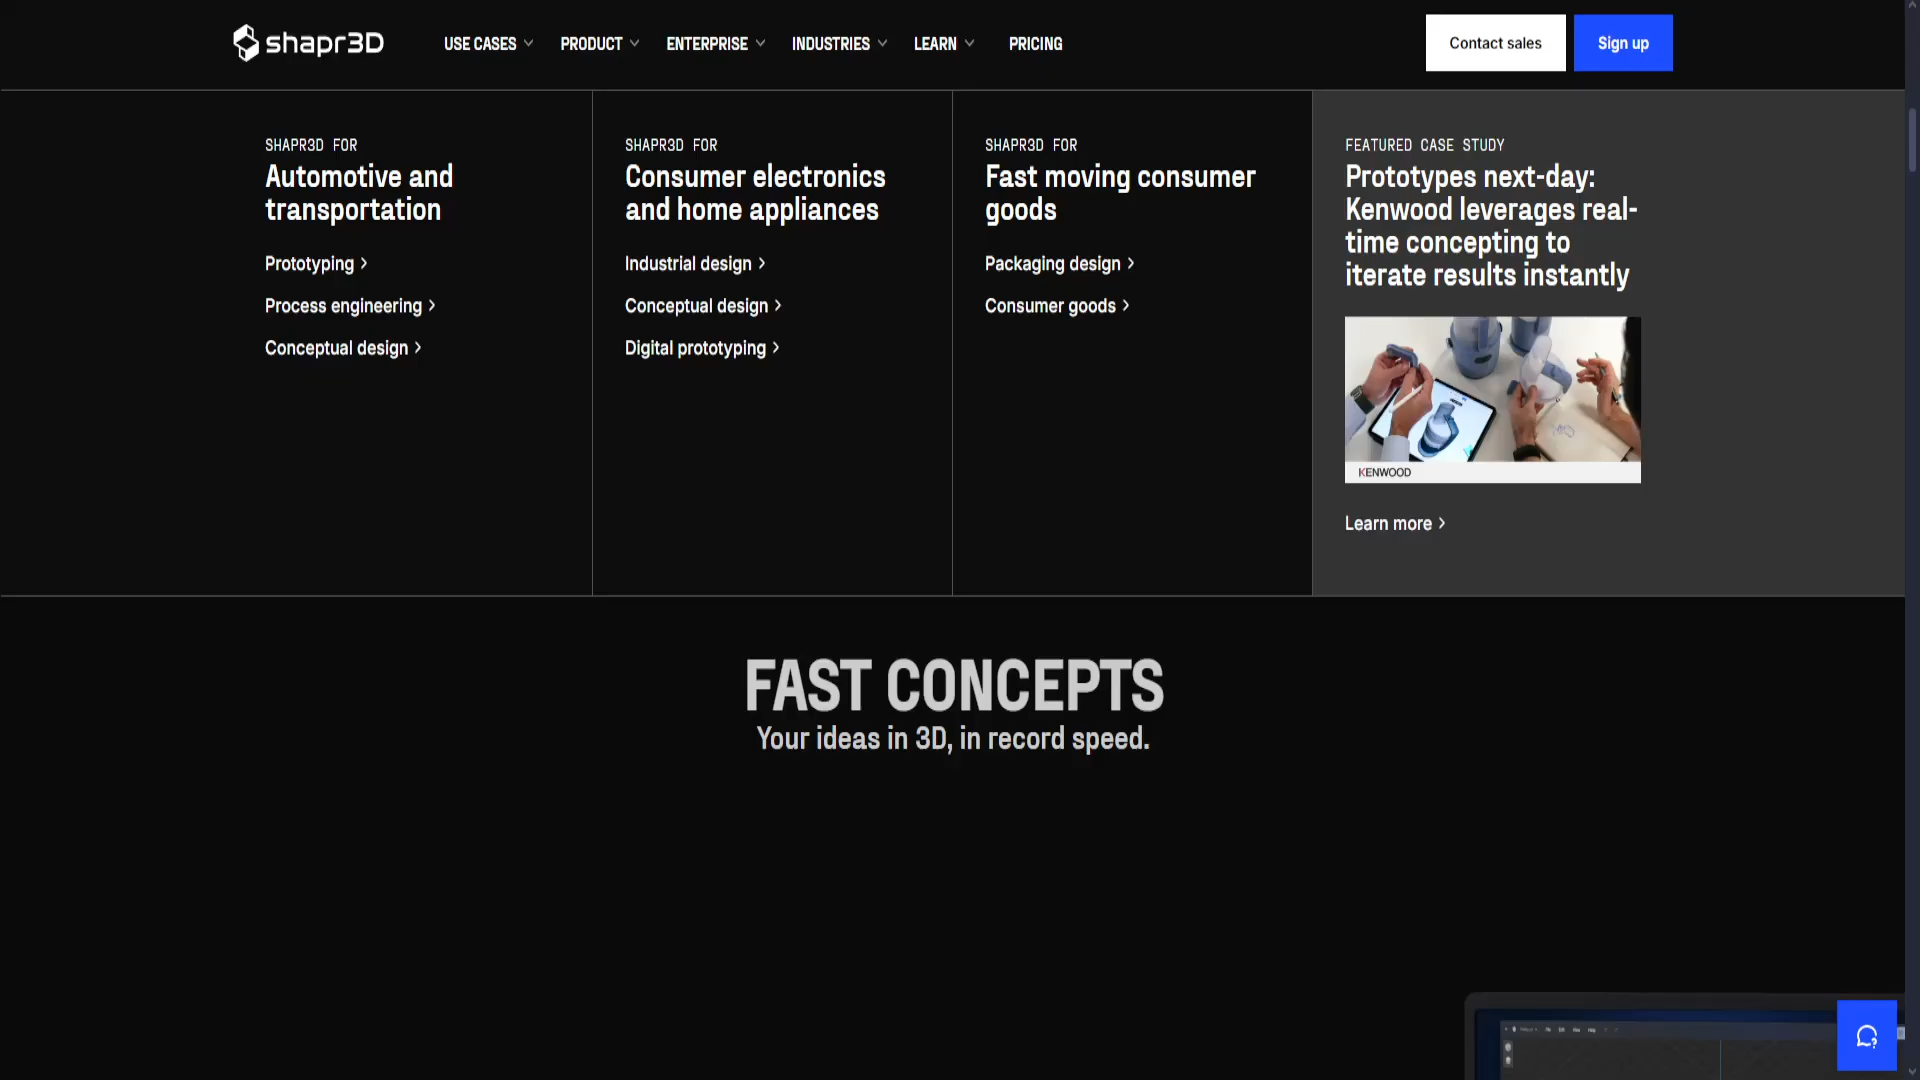 shapr3D
USE CASES
PRODUCT
ENTERPRISE
INDUSTRIES
LEARN
PRICING
Contact sales
Sign up
SHAPR3D FOR
Automotive and
transportation
Prototyping
Process engineering
Conceptual design
SHAPR3D FOR
Consumer electronics
and home appliances
Industrial design
Conceptual design
Digital prototyping
SHAPR3D FOR
Fast moving consumer
goods
Packaging design
Consumer goods
FEATURED CASE STUDY
Prototypes next-day:
Kenwood leverages real-
time concepting to
iterate results instantly
KENWOOD
Learn more
FAST CONCEPTS
Your ideas in 3D, in record speed.